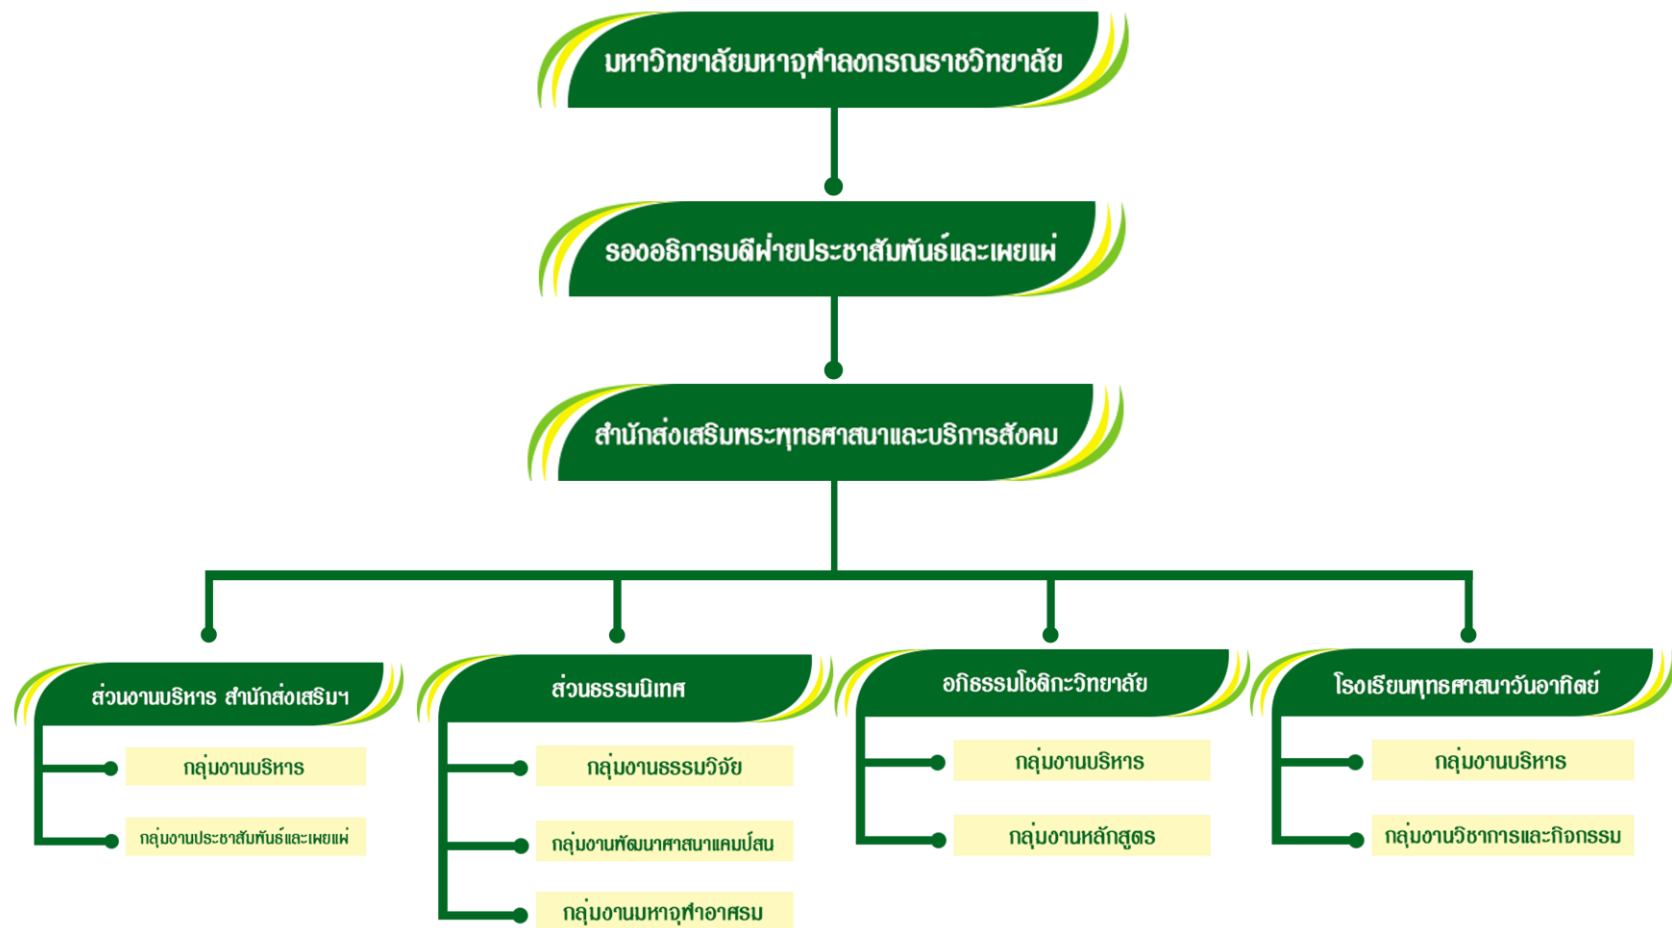 มหาวิทยาลัยมหาจุฬาลงกรณราชวิทยาลัย
รองอธิการบดีฝ่ายประชาสัมพันธ์และเผยแผ่
สำนักส่งเสริมพระพุทธศาสนาและบริการสังคม
ส่วนงานบริหาร สำนักส่งเสริมฯ
กลุ่มงานบริหาร
กลุ่มงานประชาสัมพันธ์และเผยแผ่
ส่วนธรรมนิเทศ
กลุ่มงานธรรมวิจัย
กลุ่มงานพัฒนาศาสนาแคมป์สน
กลุ่มงานมหาจุฬาอาศรม
อภิธรรมโชติกะวิทยาลัย
กลุ่มงานบริหาร
กลุ่มงานหลักสูตร
โรงเรียนพุทธศาสนาวันอาทิตย์
กลุ่มงานบริหาร
กลุ่มงานวิชาการและกิจกรรม